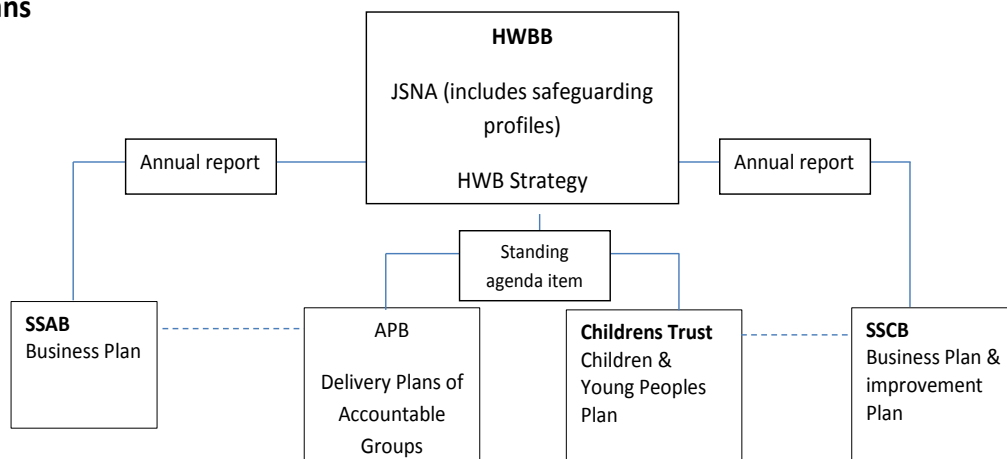 HWBB
JSNA (includes safeguarding
profiles)
HWB Strategy
Annual report
Annual report
Standing
agenda item
SSAB
Business Plan
APB
Delivery Plans of
Accountable
Groups
Childrens Trust
Children &
Young Peoples
Plan
SSCB
Business Plan &
improvement
Plan